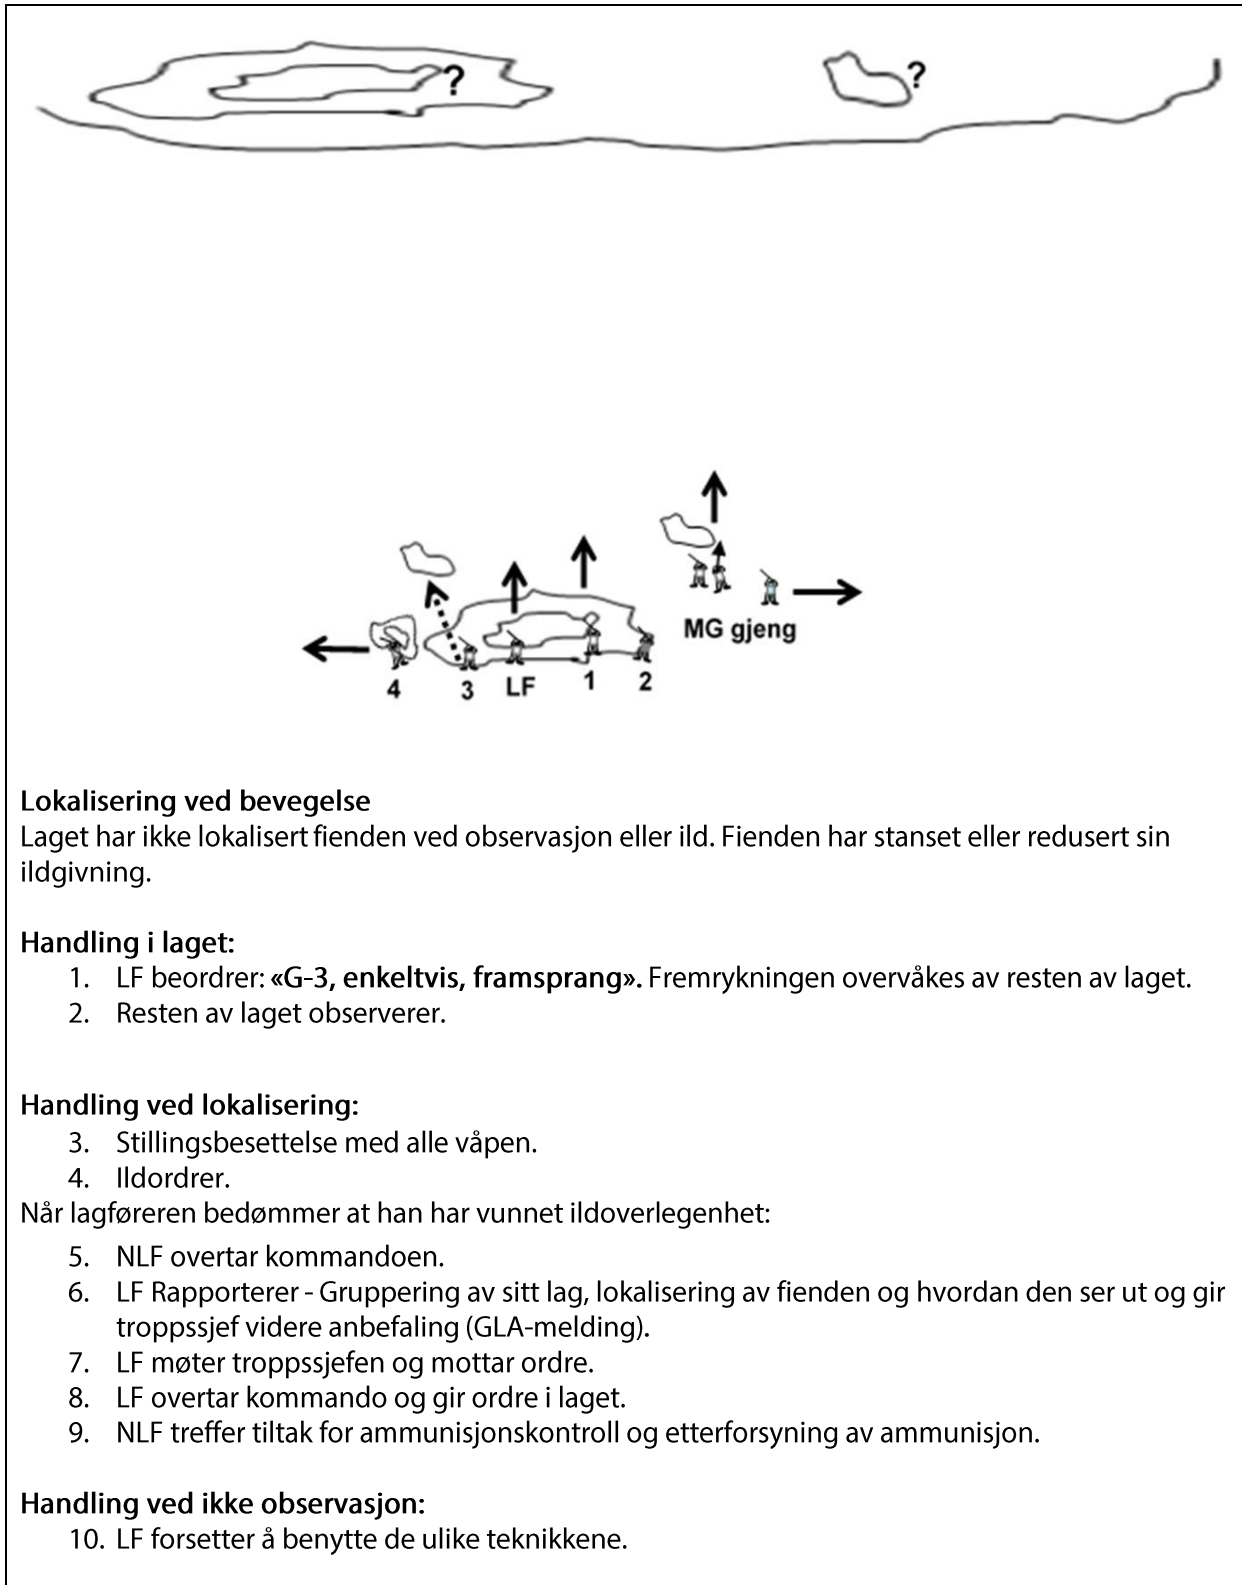 ?
?
MG gjeng
4
3
LF
1
2
Lokalisering ved bevegelse
Laget har ikke lokalisert fienden ved observasjon eller ild. Fienden har stanset eller redusert sin
ildgivning.
Handling i laget:
1. LF beordrer: «G-3, enkeltvis, framsprang». Fremrykningen overvåkes av resten av laget.
2. Resten av laget observerer.
Handling ved lokalisering:
3. Stillingsbesettelse med alle våpen.
4. Ildordrer.
Når lagføreren bedømmer at han har vunnet ildoverlegenhet:
5. NLF overtar kommandoen.
6. LF Rapporterer - Gruppering av sitt lag, lokalisering av fienden og hvordan den ser ut og gir
troppssjef videre anbefaling (GLA-melding).
7. LF møter troppssjefen og mottar ordre.
8. LF overtar kommando og gir ordre i laget.
9. NLF treffer tiltak for ammunisjonskontroll og etterforsyning av ammunisjon.
Handling ved ikke observasjon:
10. LF forsetter å benytte de ulike teknikkene.